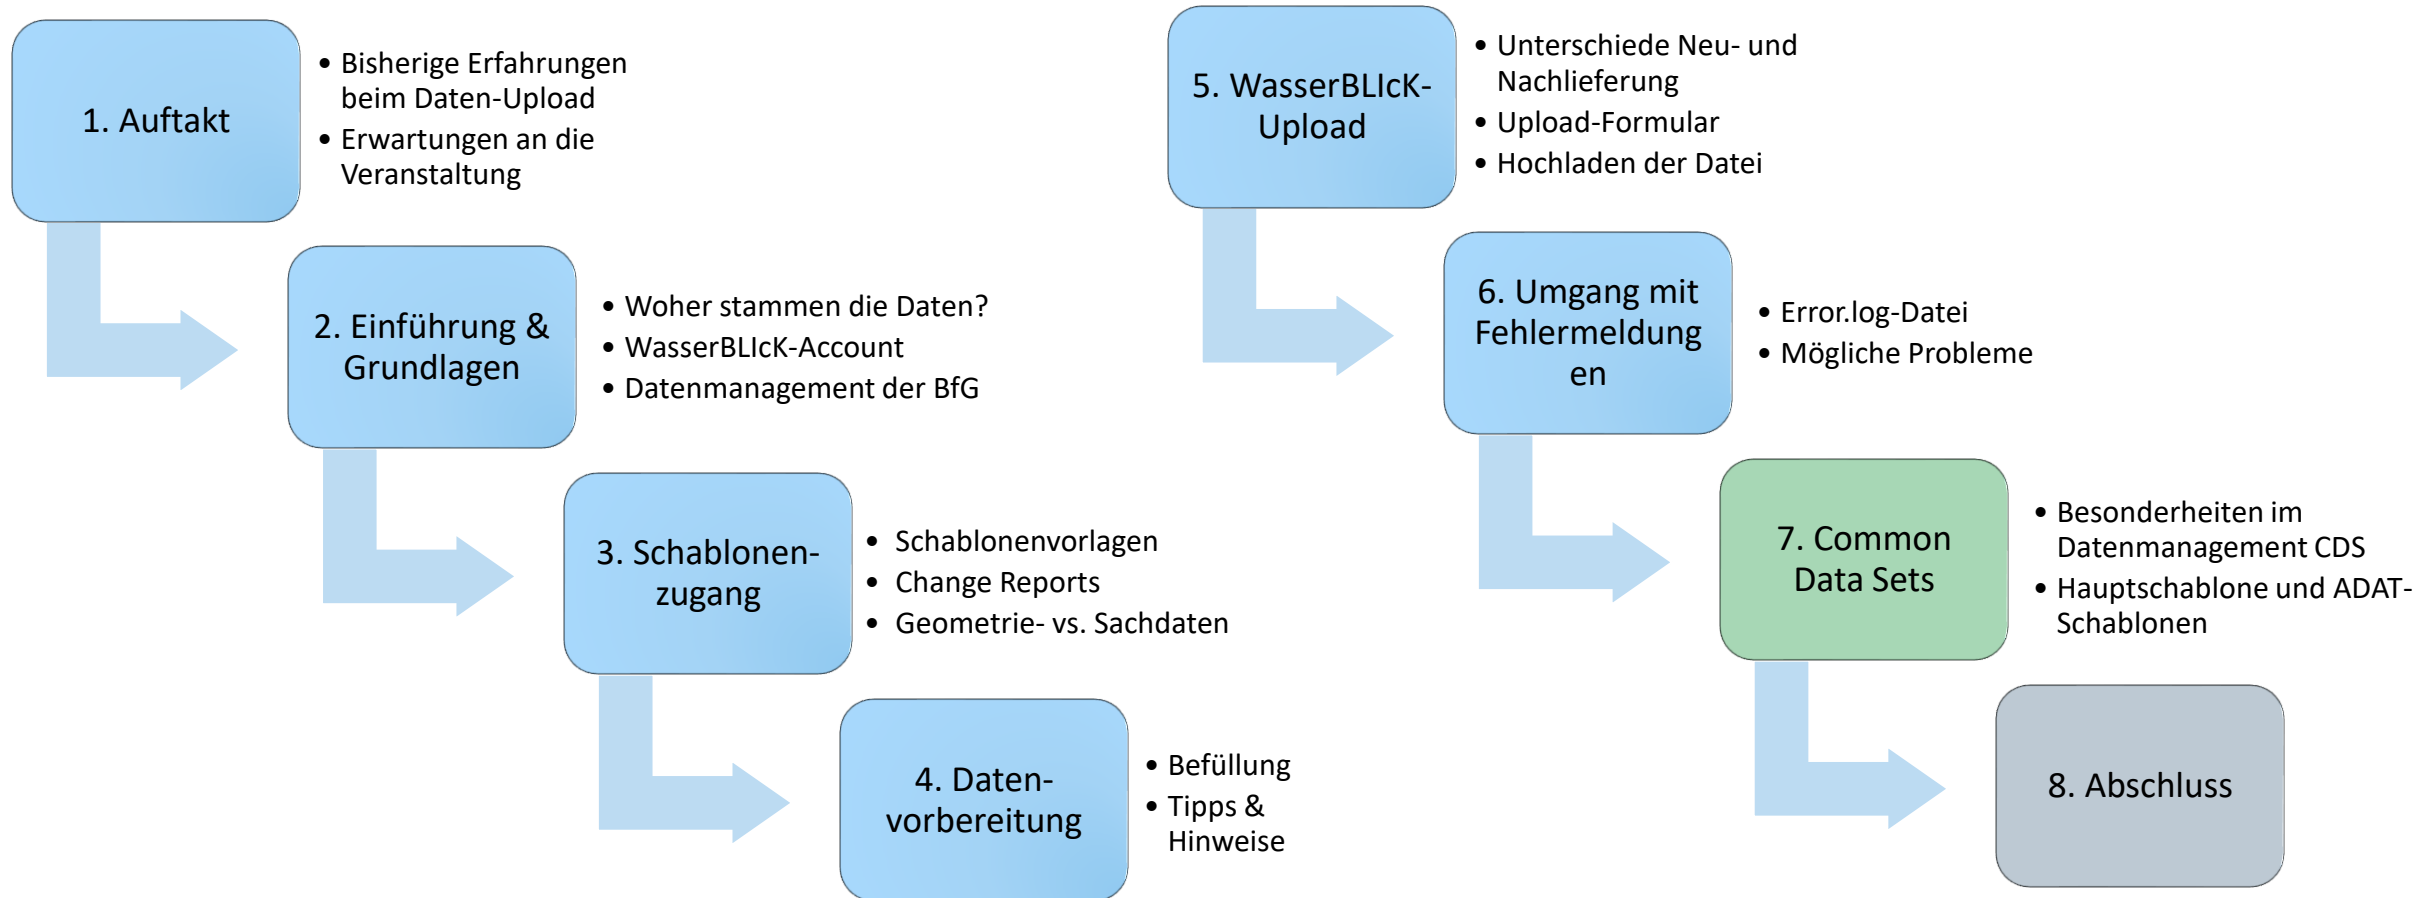 1. Auftakt
• Bisherige Erfahrungen
beim Daten-Upload
• Erwartungen an die
Veranstaltung
2. Einführung &
Grundlagen
• Woher stammen die Daten?
• WasserBLIcK-Account
• Datenmanagement der BfG
3. Schablonen-
zugang
• Schablonenvorlagen
• Change Reports
• Geometrie- vs. Sachdaten
4. Daten-
vorbereitung
• Befüllung
• Tipps &
Hinweise
5. WasserBLIcK-
Upload
• Unterschiede Neu- und
Nachlieferung
• Upload-Formular
• Hochladen der Datei
6. Umgang mit
Fehlermeldung
en
• Error.log-Datei
• Mögliche Probleme
7. Common
Data Sets
• Besonderheiten im
Datenmanagement CDS
• Hauptschablone und ADAT-
Schablonen
8. Abschluss